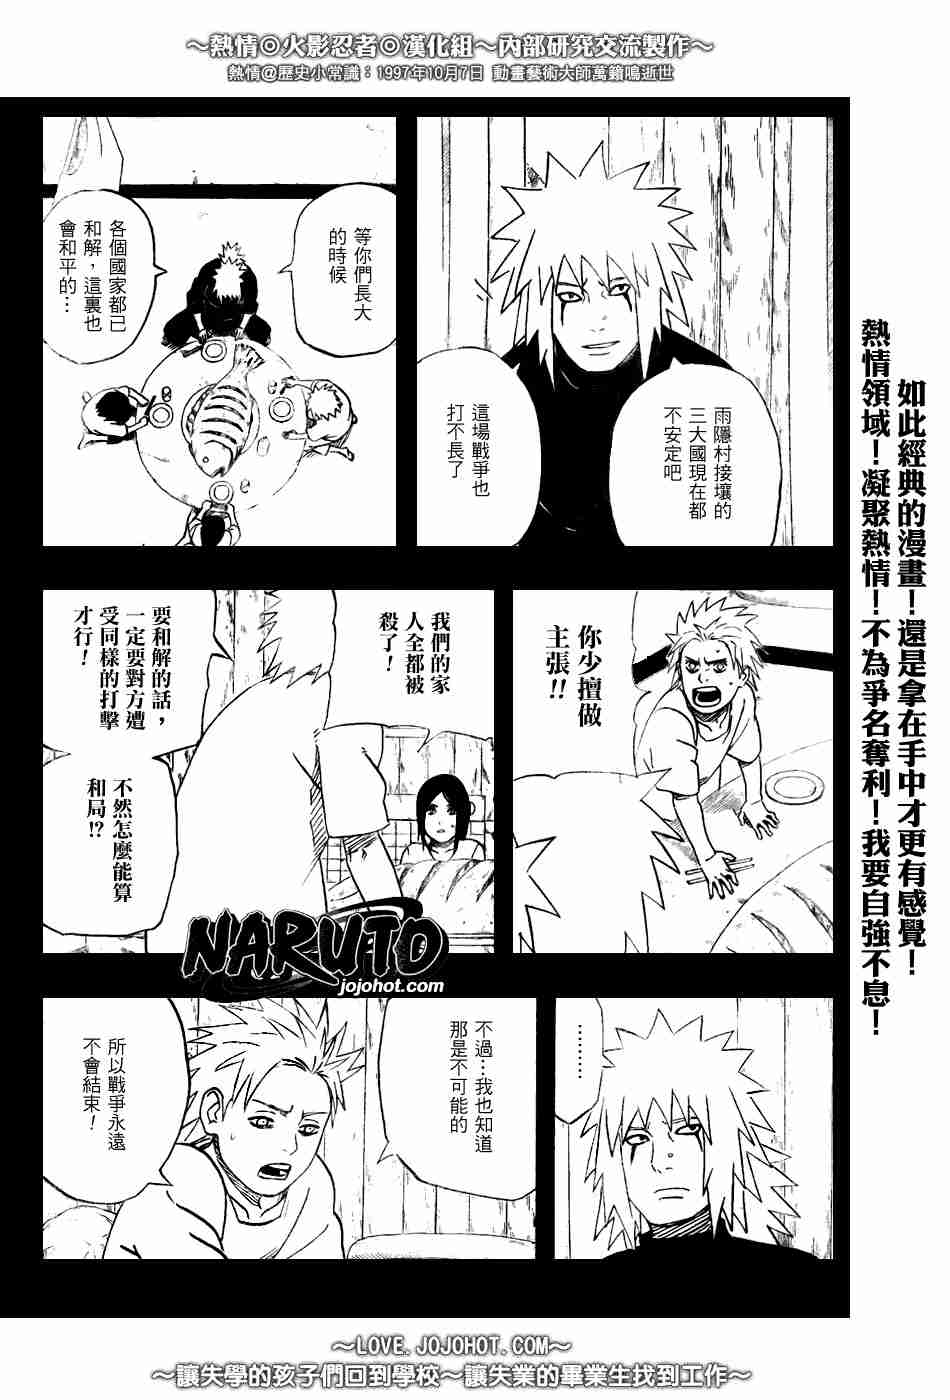 ～熱情◎火影忍者◎漢化組～內部研究交流製作～
熱情@歷史小常識：1997年10月7日 動畫藝術大師萬籟鳴逝世
雨隱村接壤的
三大國現在都
不安定吧
這場戰爭也
打不長了
等你們長大
的時候
各個國家都已
和解，這裏也
會和平的…
你少擅做
主張!!
我們的家
人全都被
殺了！
要和解的話，
一定要對方遭
受同樣的打擊
才行！
不然怎麼能算
和局!?
NARUTO
jojohot.com
………
不過…我也知道
那是不可能的
所以戰爭永遠
不會結束！
如此經典的漫畫！還是拿在手中才更有感覺！
熱情領域！凝聚熱情！不為爭名奪利！我要自強不息！
～LOVE.JOJOHOT.COM～
～讓失學的孩子們回到學校～讓失業的畢業生找到工作～